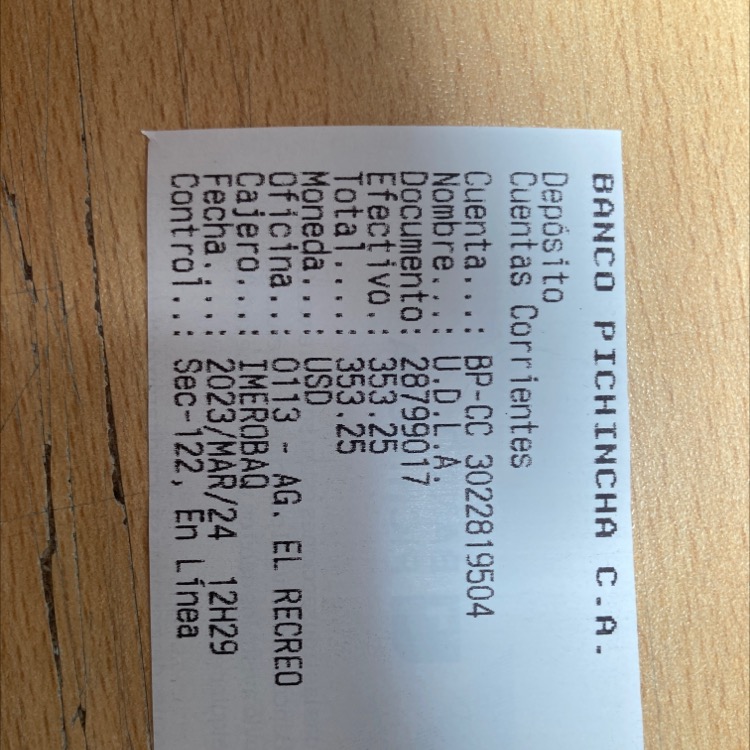 BANCO PICHINCHA C.A.
Depósito
Cuentas Corrientes
Cuenta...: BP-CC 3022819504
Nombre...: U.D.L.A.
Documento: 28799017
Efectivo.: 353.25
Total....: 353.25
Moneda...: USD
Oficina..: 0113 - AG. EL RECREO
Cajero...: IMEROBAQ
Fecha....: 2023/MAR/24 12H29
Control..: Sec-122, En Línea